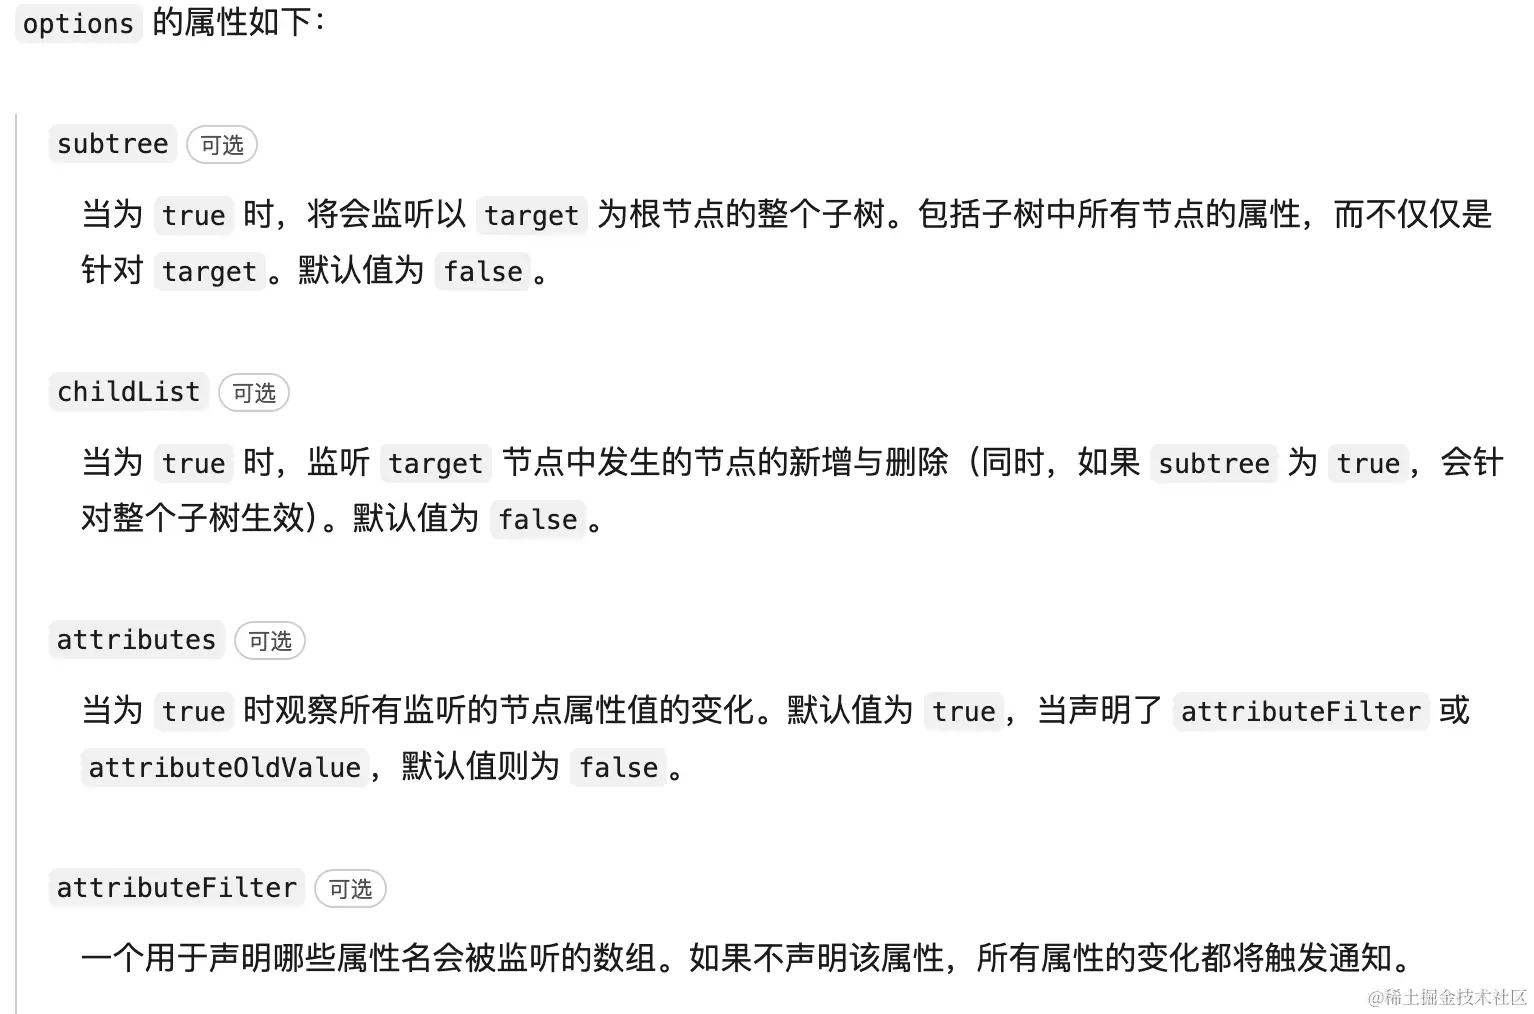 options 的属性如下：
subtree 可选
当为 true 时，将会监听以 target 为根节点的整个子树。包括子树中所有节点的属性，而不仅仅是
针对 target。默认值为 false。
childList 可选
当为 true 时，监听 target 节点中发生的节点的新增与删除（同时，如果 subtree 为 true，会针
对整个子树生效）。默认值为 false。
attributes 可选
当为 true 时观察所有监听的节点属性值的变化。默认值为 true，当声明了 attributeFilter 或
attributeOldValue，默认值则为 false。
attributeFilter 可选
一个用于声明哪些属性名会被监听的数组。如果不声明该属性，所有属性的变化都将触发通知。
@稀土掘金技术社区